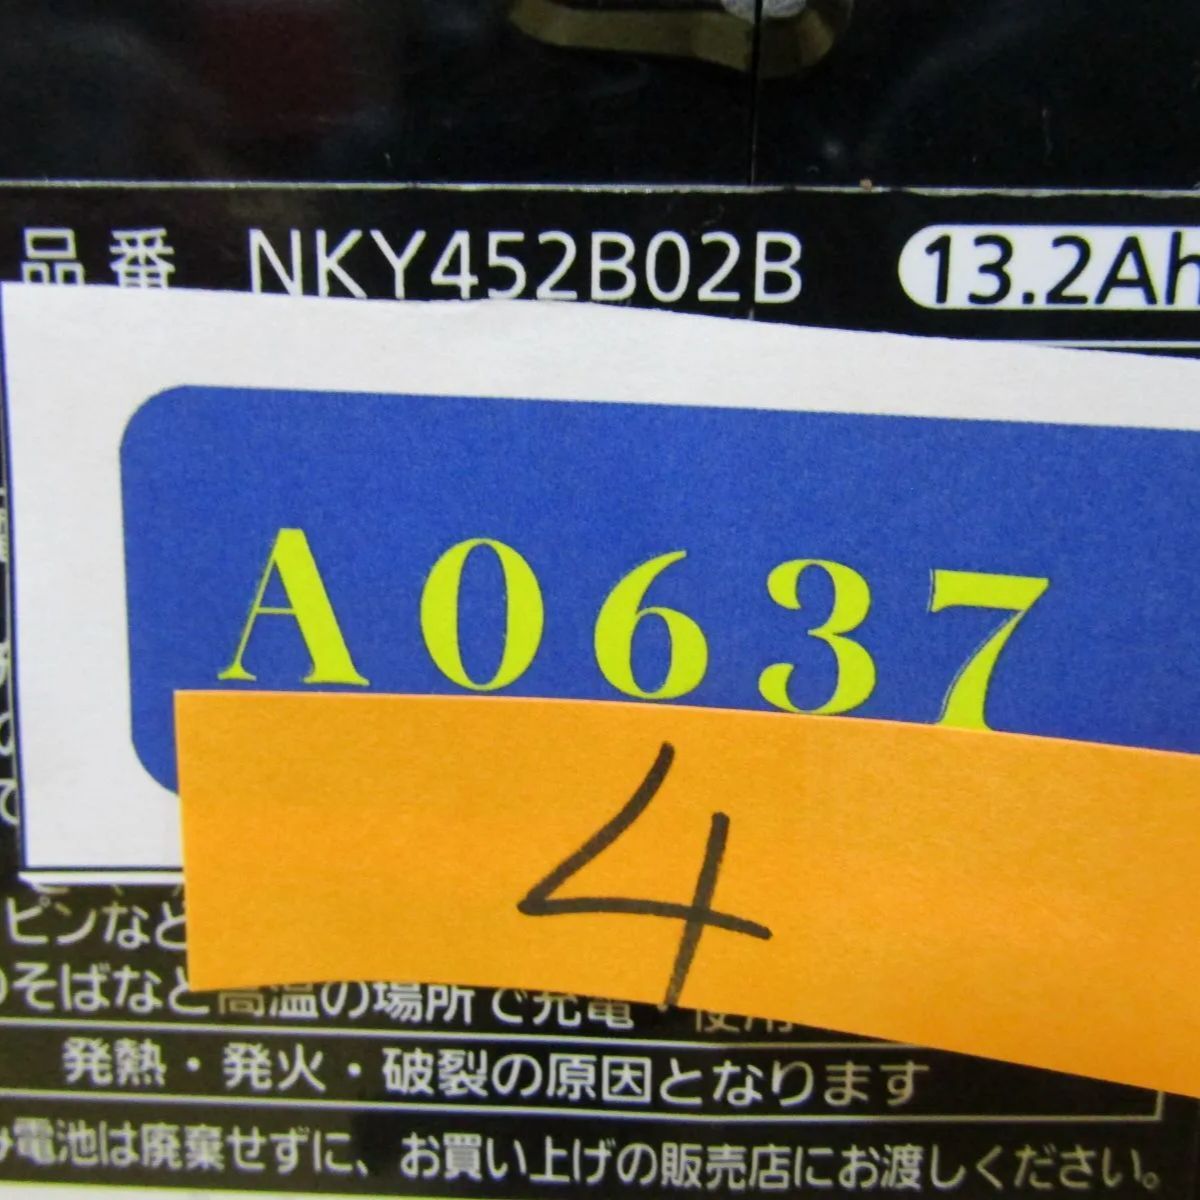 品番 NKY452B02B 13.2Ah
A0637
4
ピンなど
のそばなど高温の場所で充電・使用
発熱・発火・破裂の原因となります
み電池は廃棄せずに、お買い上げの販売店にお渡しください。